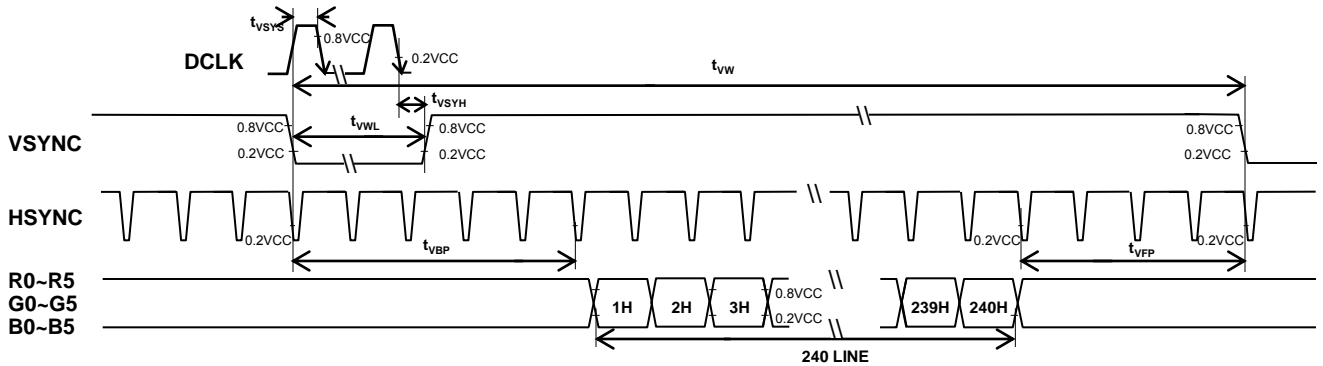 tVSYS
0.8VCC
0.2VCC
DCLK
tVW
tVSYH
tVWL
0.8VCC
0.8VCC
0.8VCC
VSYNC
0.2VCC
0.2VCC
0.2VCC
HSYNC
0.2VCC
0.2VCC
0.2VCC
tVBP
tVFP
R0~R5
G0~G5
B0~B5
1H
2H
3H
0.8VCC
0.2VCC
239H
240H
240 LINE